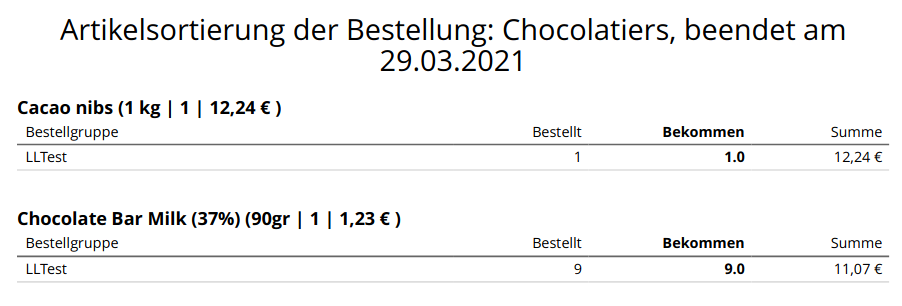 Artikelsortierung der Bestellung: Chocolatiers, beendet am
29.03.2021
Cacao nibs (1 kg | 1 | 12,24 € )
Bestellgruppe Bestellt Bekommen Summe
LLTest 1 1.0 12,24 €
Chocolate Bar Milk (37%) (90gr | 1 | 1,23 € )
Bestellgruppe Bestellt Bekommen Summe
LLTest 9 9.0 11,07 €